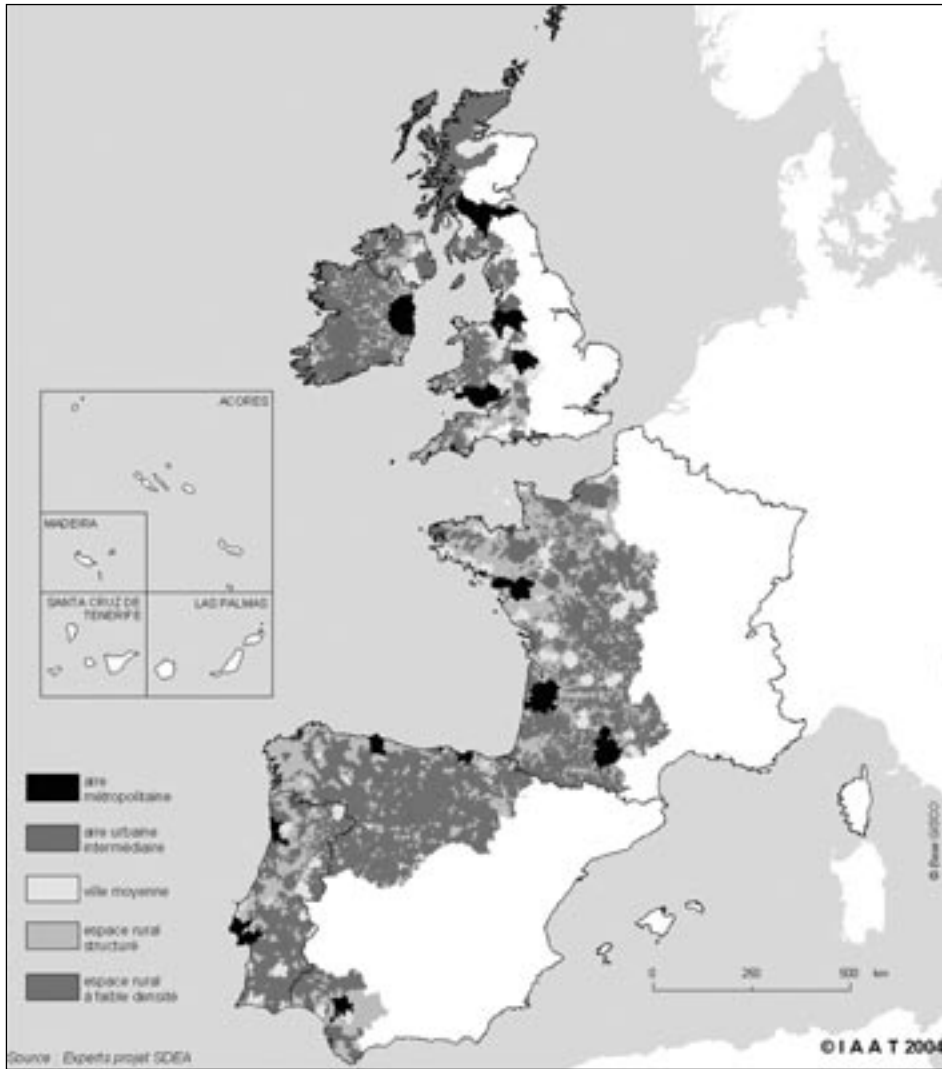 ACORES
MADEIRA
SANTA CRUZ DE
TENERIFE
LAS PALMAS
aire
métropolitaine
aire urbaine
intermédiaire
ville moyenne
espace rural
structuré
espace rural
à faible densité
0 250 500 km
© Base GISCO
Source : Experts projet SDEA
© I A A T 2004